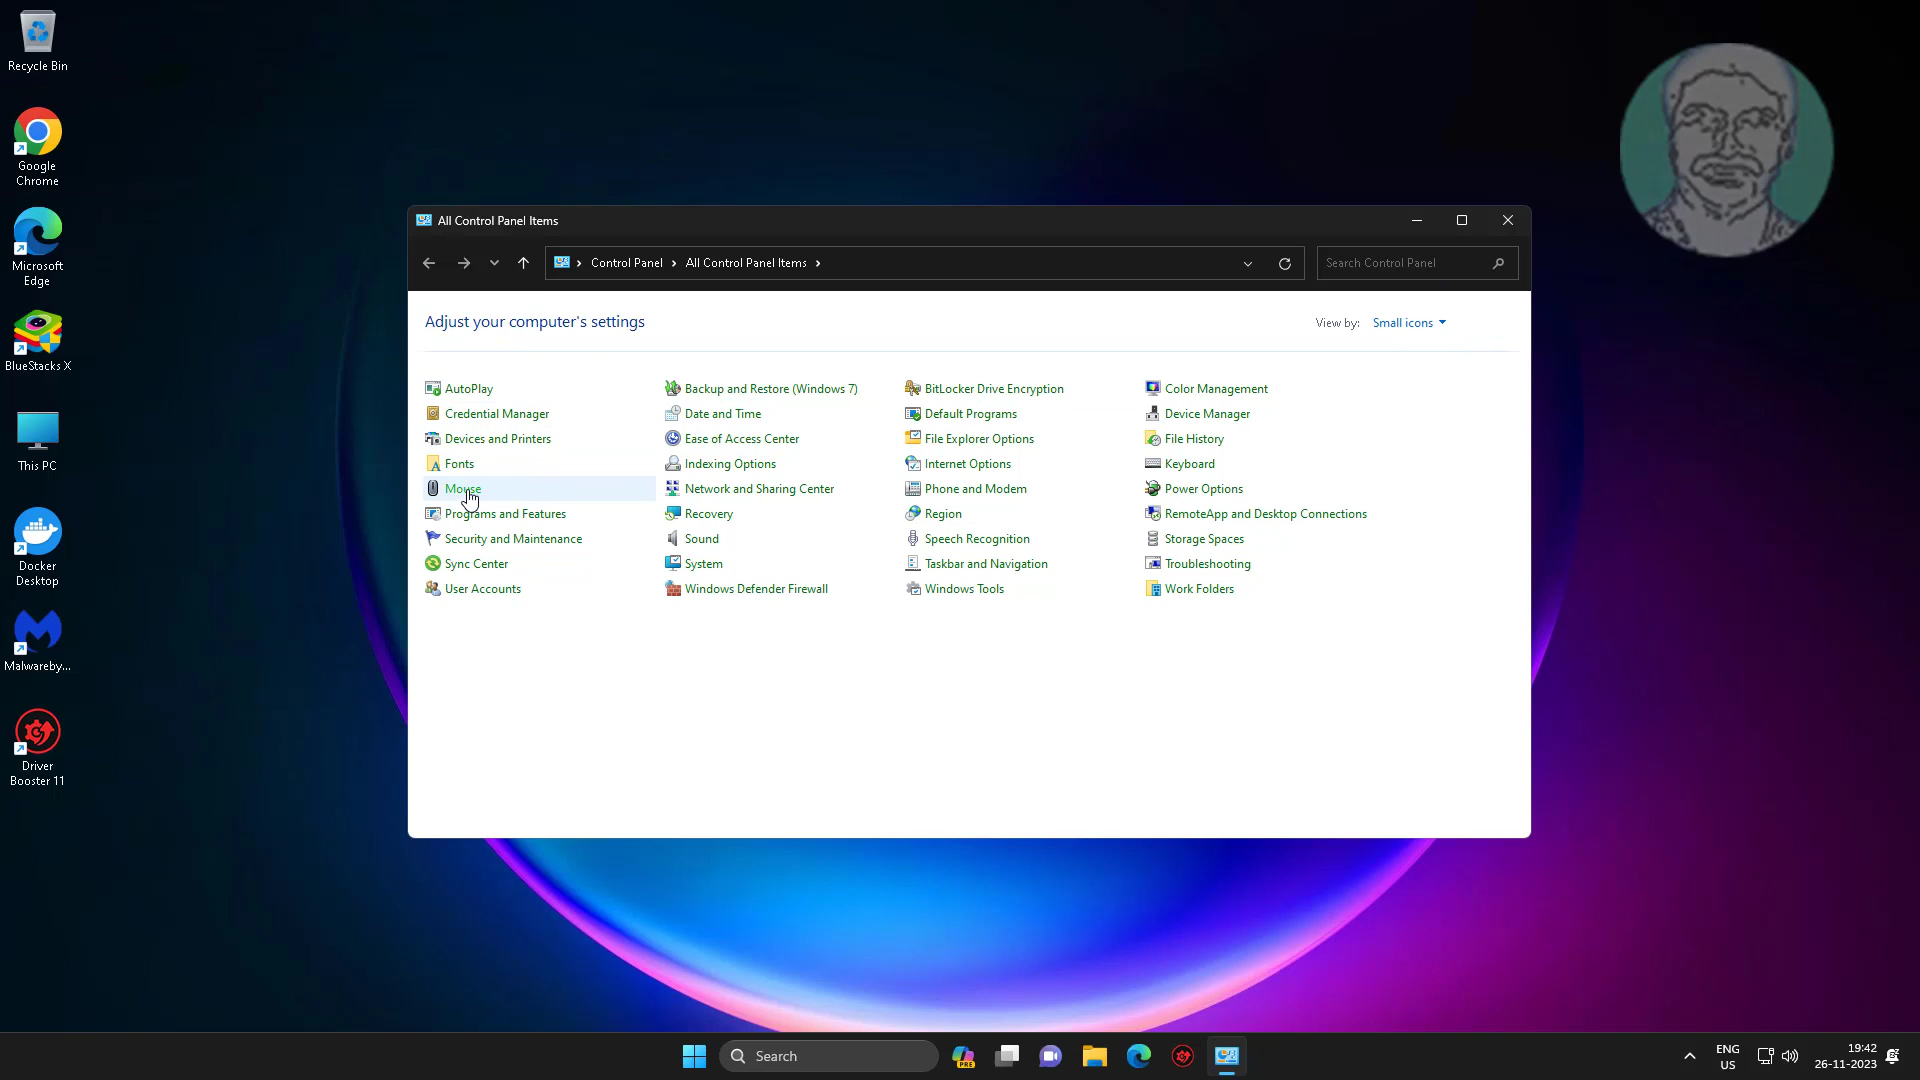 Recycle Bin
Google
Chrome
Microsoft
Edge
BlueStacks X
This PC
Docker
Desktop
Malwareby...
Driver
Booster 11
All Control Panel Items
Control Panel > All Control Panel Items >
Search Control Panel
Adjust your computer's settings
View by: Small icons
AutoPlay
Backup and Restore (Windows 7)
BitLocker Drive Encryption
Color Management
Credential Manager
Date and Time
Default Programs
Device Manager
Devices and Printers
Ease of Access Center
File Explorer Options
File History
Fonts
Indexing Options
Internet Options
Keyboard
Mouse
Network and Sharing Center
Phone and Modem
Power Options
Programs and Features
Recovery
Region
RemoteApp and Desktop Connections
Security and Maintenance
Sound
Speech Recognition
Storage Spaces
Sync Center
System
Taskbar and Navigation
Troubleshooting
User Accounts
Windows Defender Firewall
Windows Tools
Work Folders
Search
PRE
ENG
US
19:42
26-11-2023